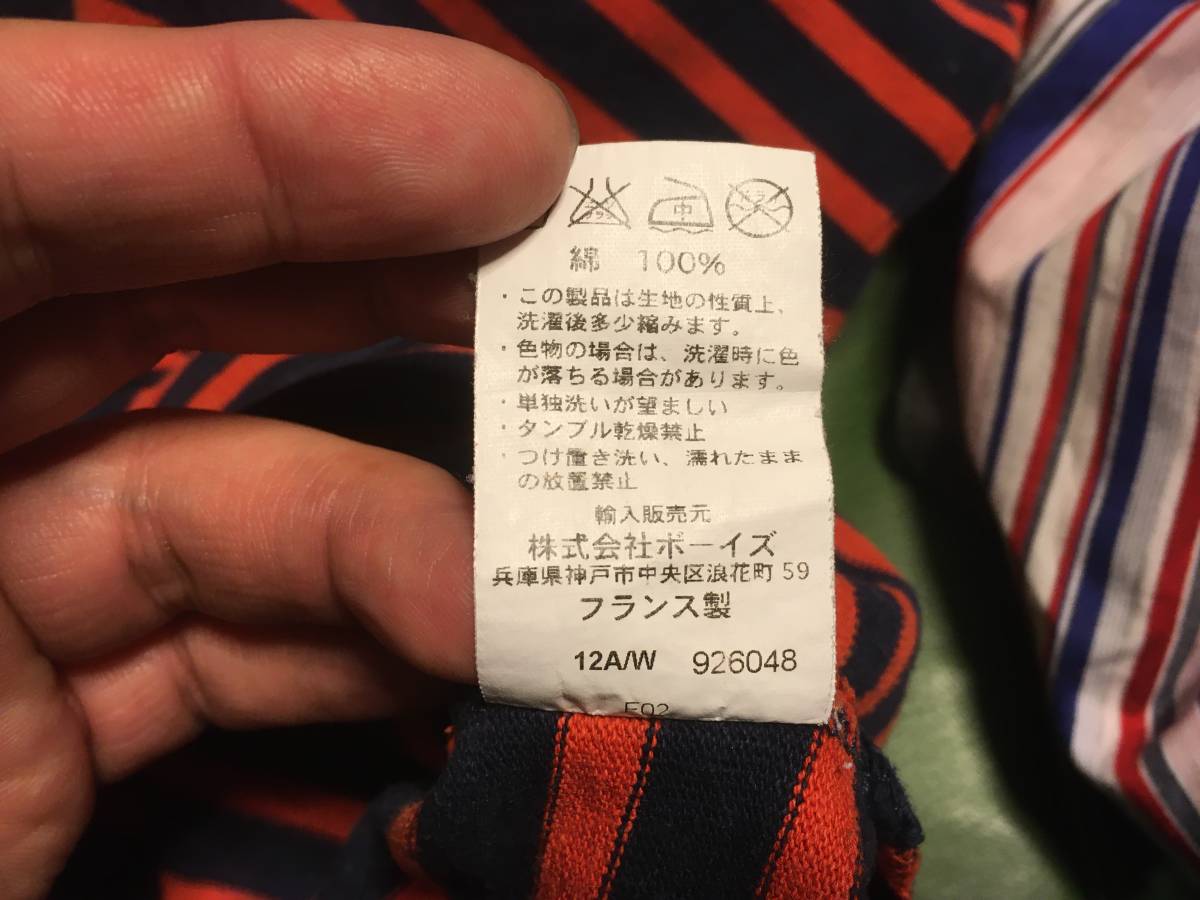 中
ドライ
綿 100%
・この製品は生地の性質上、
洗濯後多少縮みます。
・色物の場合は、洗濯時に色
が落ちる場合があります。
・単独洗いが望ましい
・タンブル乾燥禁止
・つけ置き洗い、濡れたまま
の放置禁止
輸入販売元
株式会社ボーイズ
兵庫県神戸市中央区浪花町 59
フランス製
12A/W 926048